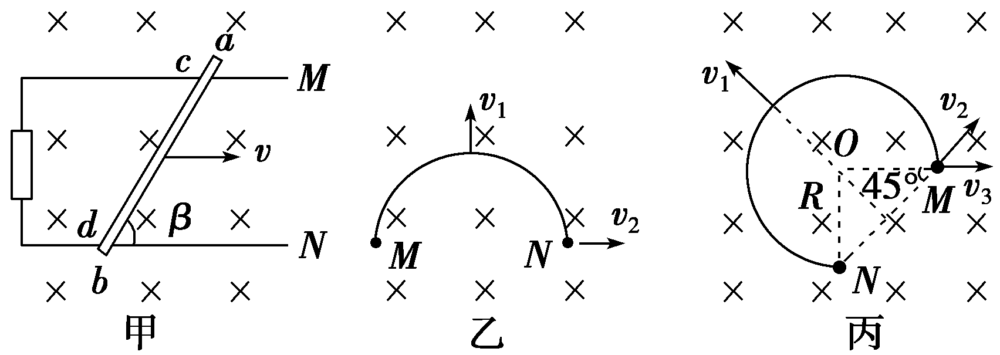 a
c
M
v
d
β
N
b
甲
v₁
v₂
M
N
乙
v₁
v₂
O
R
45°
M
v₃
N
丙